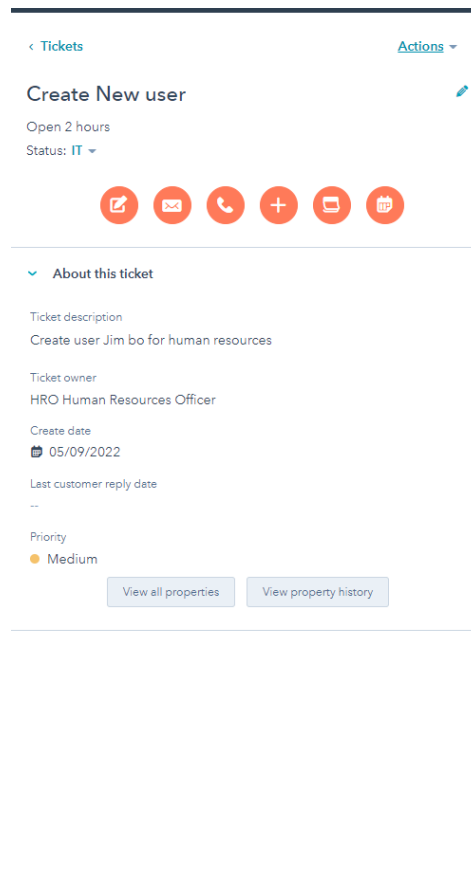 Tickets
Actions
Create New user
Open 2 hours
Status: IT
About this ticket
Ticket description
Create user Jim bo for human resources
Ticket owner
HRO Human Resources Officer
Create date
05/09/2022
Last customer reply date
--
Priority
Medium
View all properties
View property history